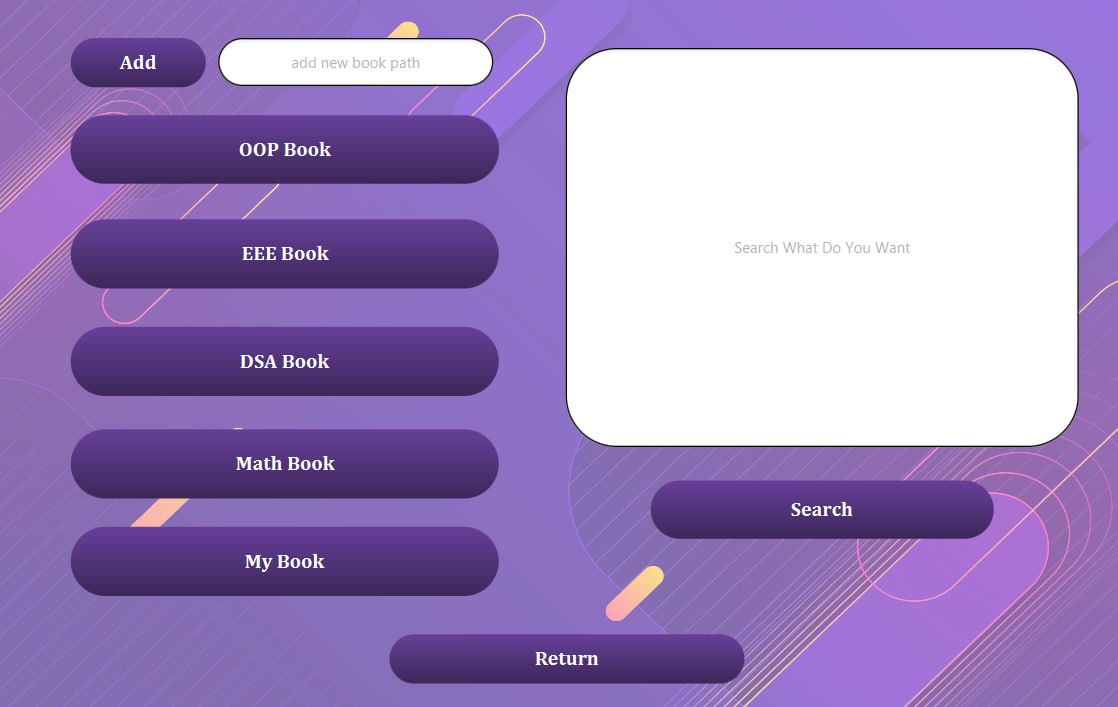 Add
add new book path
OOP Book
EEE Book
DSA Book
Math Book
My Book
Search What Do You Want
Search
Return